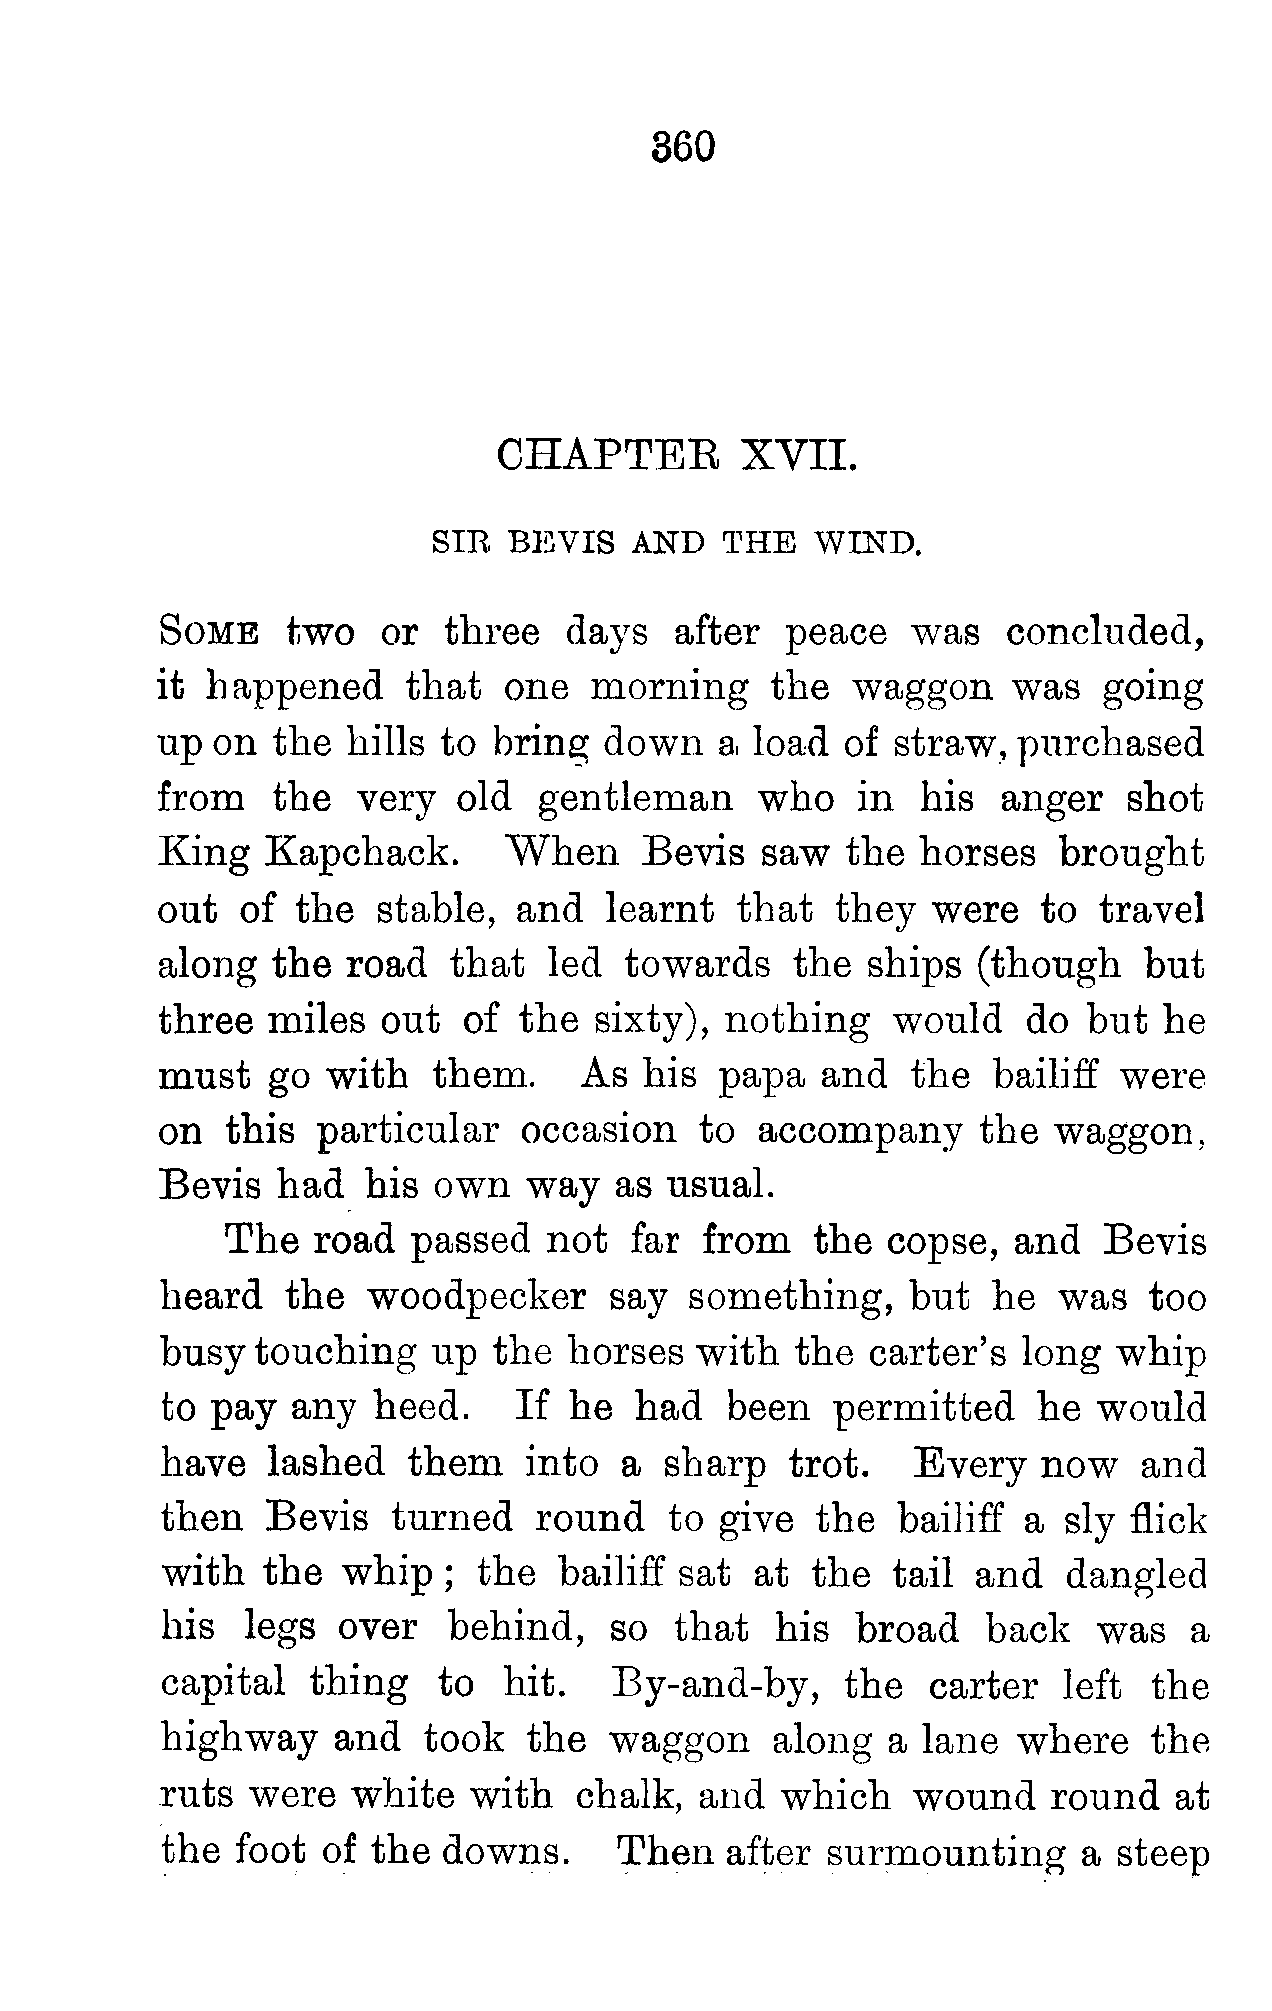 360
CHAPTER XVII.
SIR BEVIS AND THE WIND.
SOME two or three days after peace was concluded,
it happened that one morning the waggon was going
up on the hills to bring down a load of straw, purchased
from the very old gentleman who in his anger shot
King Kapchack. When Bevis saw the horses brought
out of the stable, and learnt that they were to travel
along the road that led towards the ships (though but
three miles out of the sixty), nothing would do but he
must go with them. As his papa and the bailiff were
on this particular occasion to accompany the waggon,
Bevis had his own way as usual.
The road passed not far from the copse, and Bevis
heard the woodpecker say something, but he was too
busy touching up the horses with the carter's long whip
to pay any heed. If he had been permitted he would
have lashed them into a sharp trot. Every now and
then Bevis turned round to give the bailiff a sly flick
with the whip; the bailiff sat at the tail and dangled
his legs over behind, so that his broad back was a
capital thing to hit. By-and-by, the carter left the
highway and took the waggon along a lane where the
ruts were white with chalk, and which wound round at
the foot of the downs. Then after surmounting a steep